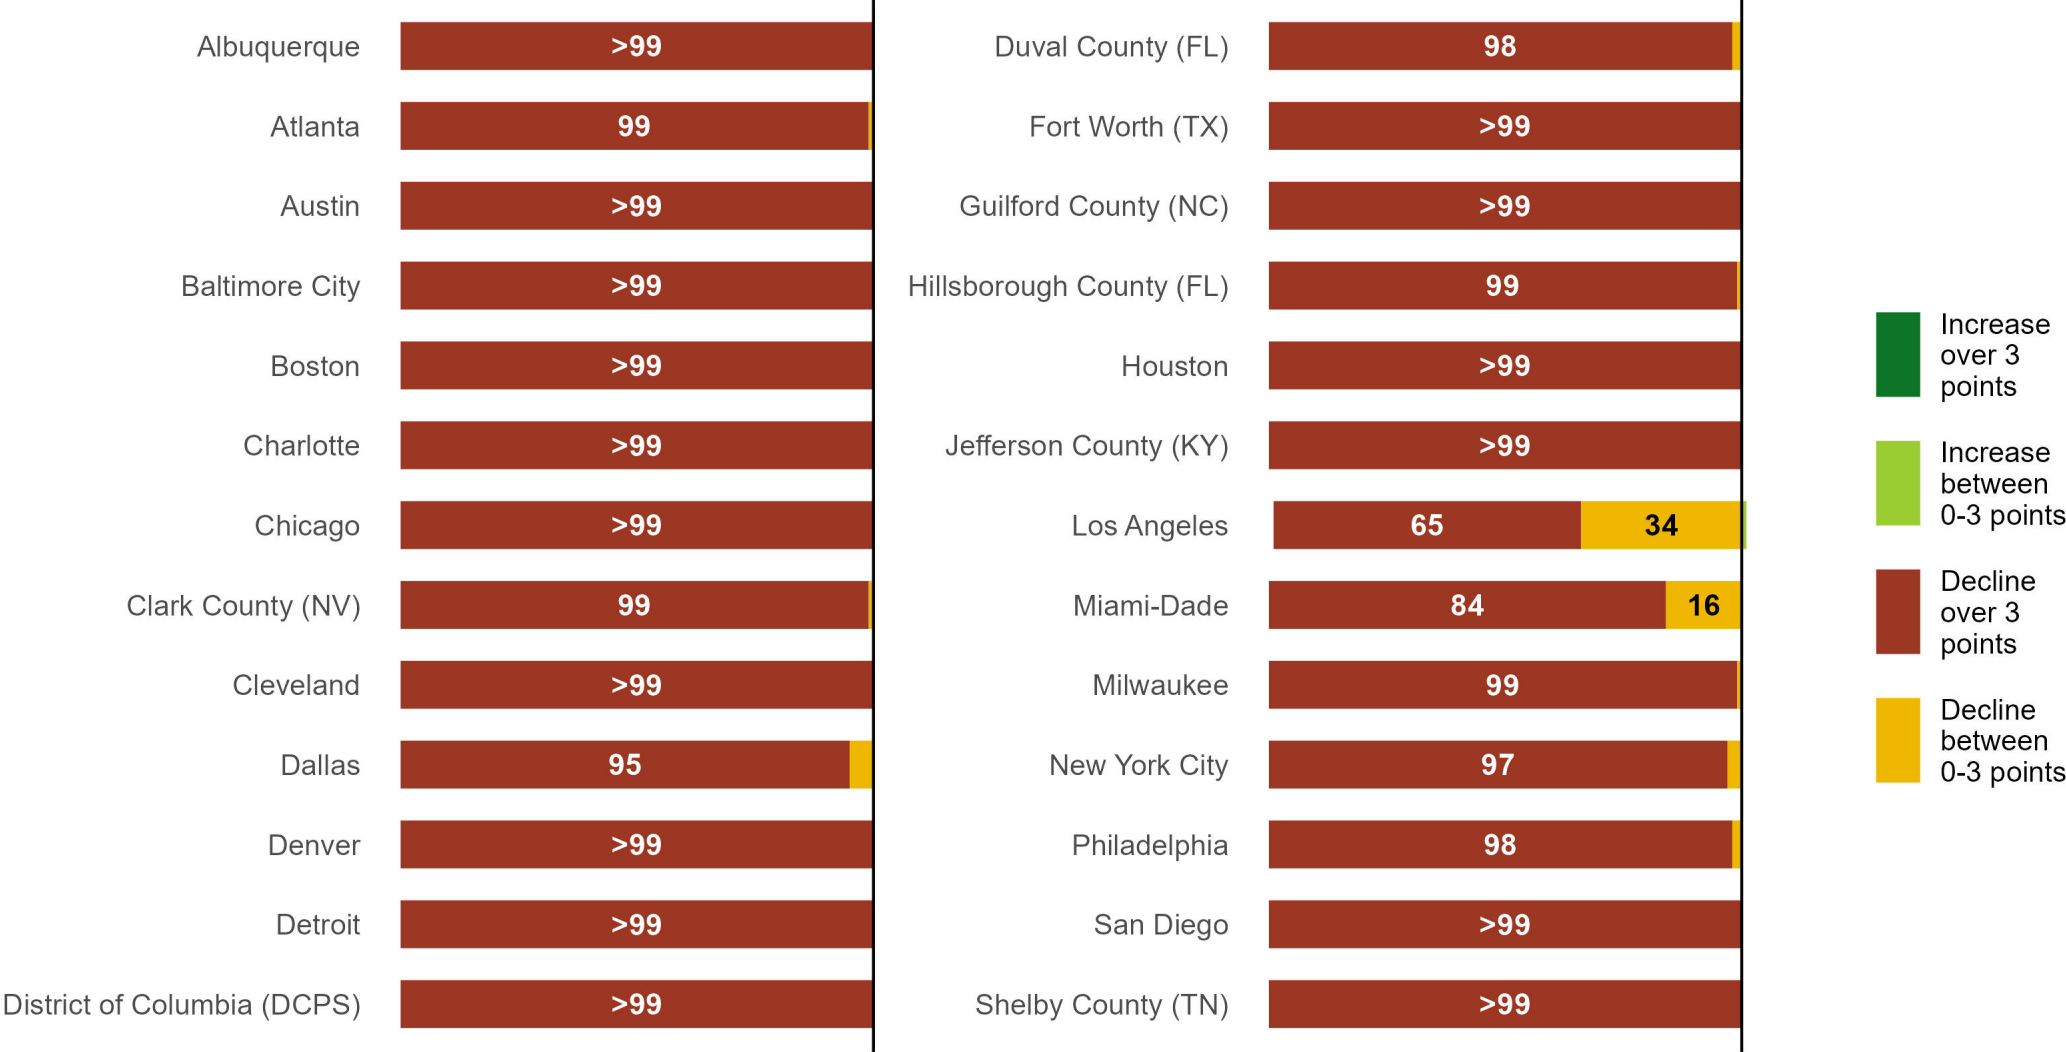 Albuquerque >99
Atlanta 99
Austin >99
Baltimore City >99
Boston >99
Charlotte >99
Chicago >99
Clark County (NV) 99
Cleveland >99
Dallas 95
Denver >99
Detroit >99
District of Columbia (DCPS) >99
Duval County (FL) 98
Fort Worth (TX) >99
Guilford County (NC) >99
Hillsborough County (FL) 99
Houston >99
Jefferson County (KY) >99
Los Angeles 65 34
Miami-Dade 84 16
Milwaukee 99
New York City 97
Philadelphia 98
San Diego >99
Shelby County (TN) >99
Increase
over 3
points
Increase
between
0-3 points
Decline
over 3
points
Decline
between
0-3 points